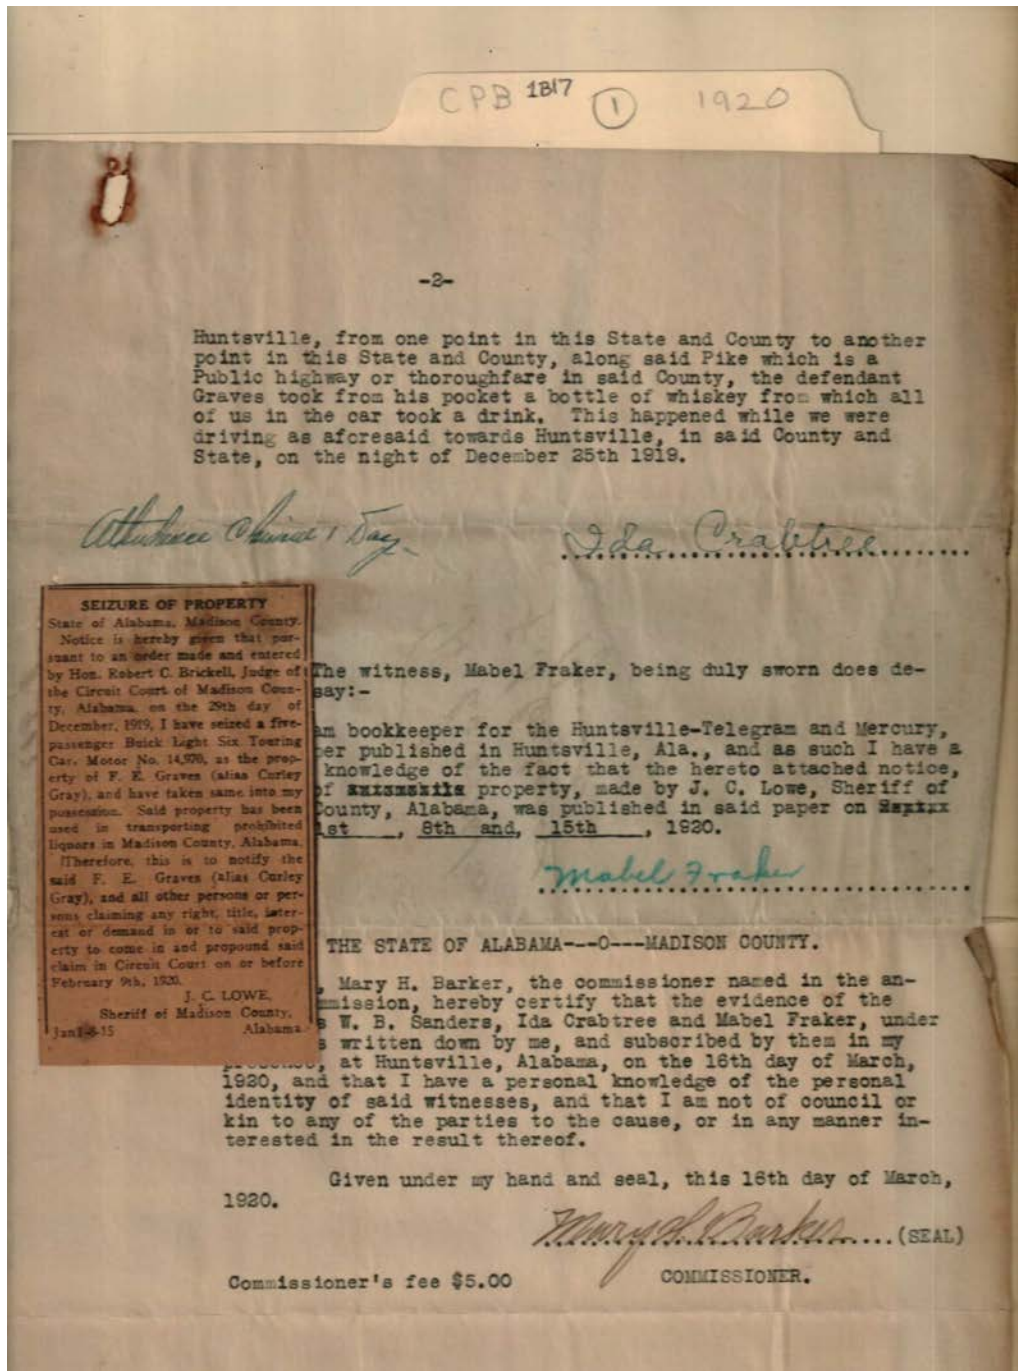 CPB 1B17 1 1920
-2-
Huntsville, from one point in this State and County to another
point in this State and County, along said Pike which is a
Public highway or thoroughfare in said County, the defendant
Graves took from his pocket a bottle of whiskey from which all
of us in the car took a drink. This happened while we were
driving as aforesaid towards Huntsville, in said County and
State, on the night of December 25th 1919.
1 Day
Ida Crabtree
SEIZURE OF PROPERTY
State of Alabama, Madison County.
Notice is hereby given that pur-
suant to an order made and entered
by Hon. Robert C. Brickell, Judge of
the Circuit Court of Madison Coun-
ty, Alabama, on the 29th day of
December, 1919, I have seized a five-
passenger Buick Light Six Touring
Car, Motor No. 14,970, as the prop-
erty of F. E. Graves (alias Curley
Gray), and have taken same into my
possession. Said property has been
used in transporting prohibited
liquors in Madison County, Alabama.
Therefore, this is to notify the
said F. E. Graves (alias Curley
Gray), and all other persons or per-
sons claiming any right, title, inter-
est or demand in or to said prop-
erty to come in and propound said
claim in Circuit Court on or before
February 9th, 1920.
J. C. LOWE,
Sheriff of Madison County,
Jan1-8-15 Alabama
The witness, Mabel Fraker, being duly sworn does de-
say:-
am bookkeeper for the Huntsville-Telegram and Mercury,
er published in Huntsville, Ala., and as such I have a
knowledge of the fact that the hereto attached notice,
of property, made by J. C. Lowe, Sheriff of
ounty, Alabama, was published in said paper on
1st, 8th and, 15th, 1920.
Mabel Fraker
THE STATE OF ALABAMA---O---MADISON COUNTY.
, Mary H. Barker, the commissioner named in the an-
mission, hereby certify that the evidence of the
s W. B. Sanders, Ida Crabtree and Mabel Fraker, under
s written down by me, and subscribed by them in my
presence, at Huntsville, Alabama, on the 16th day of March,
1920, and that I have a personal knowledge of the personal
identity of said witnesses, and that I am not of council or
kin to any of the parties to the cause, or in any manner in-
terested in the result thereof.
Given under my hand and seal, this 16th day of March,
1920.
Mary H. Barker (SEAL)
Commissioner's fee $5.00 COMMISSIONER.